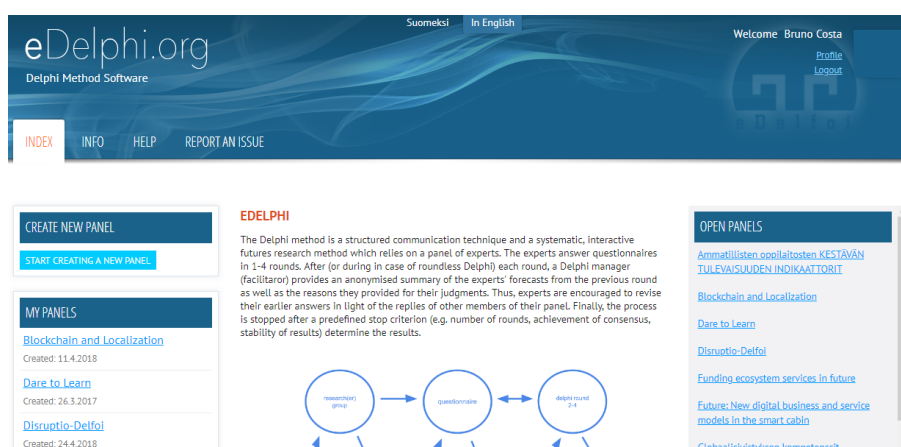 Suomeksi In English
eDelphi.org
Delphi Method Software
Welcome Bruno Costa
Profile
Logout
eDelfoi
INDEX INFO HELP REPORT AN ISSUE
CREATE NEW PANEL
START CREATING A NEW PANEL
MY PANELS
Blockchain and Localization
Created: 11.4.2018
Dare to Learn
Created: 26.3.2017
Disruptio-Delfoi
Created: 24.4.2018
EDELPHI
The Delphi method is a structured communication technique and a systematic, interactive
futures research method which relies on a panel of experts. The experts answer questionnaires
in 1-4 rounds. After (or during in case of roundless Delphi) each round, a Delphi manager
(facilitaror) provides an anonymised summary of the experts' forecasts from the previous round
as well as the reasons they provided for their judgments. Thus, experts are encouraged to revise
their earlier answers in light of the replies of other members of their panel. Finally, the process
is stopped after a predefined stop criterion (e.g. number of rounds, achievement of consensus,
stability of results) determine the results.
research(er)
group
questionnaire
delphi round
2-4
OPEN PANELS
Ammatillisten oppilaitosten KESTÄVÄN
TULEVAISUUDEN INDIKAATTORIT
Blockchain and Localization
Dare to Learn
Disruptio-Delfoi
Funding ecosystem services in future
Future: New digital business and service
models in the smart cabin